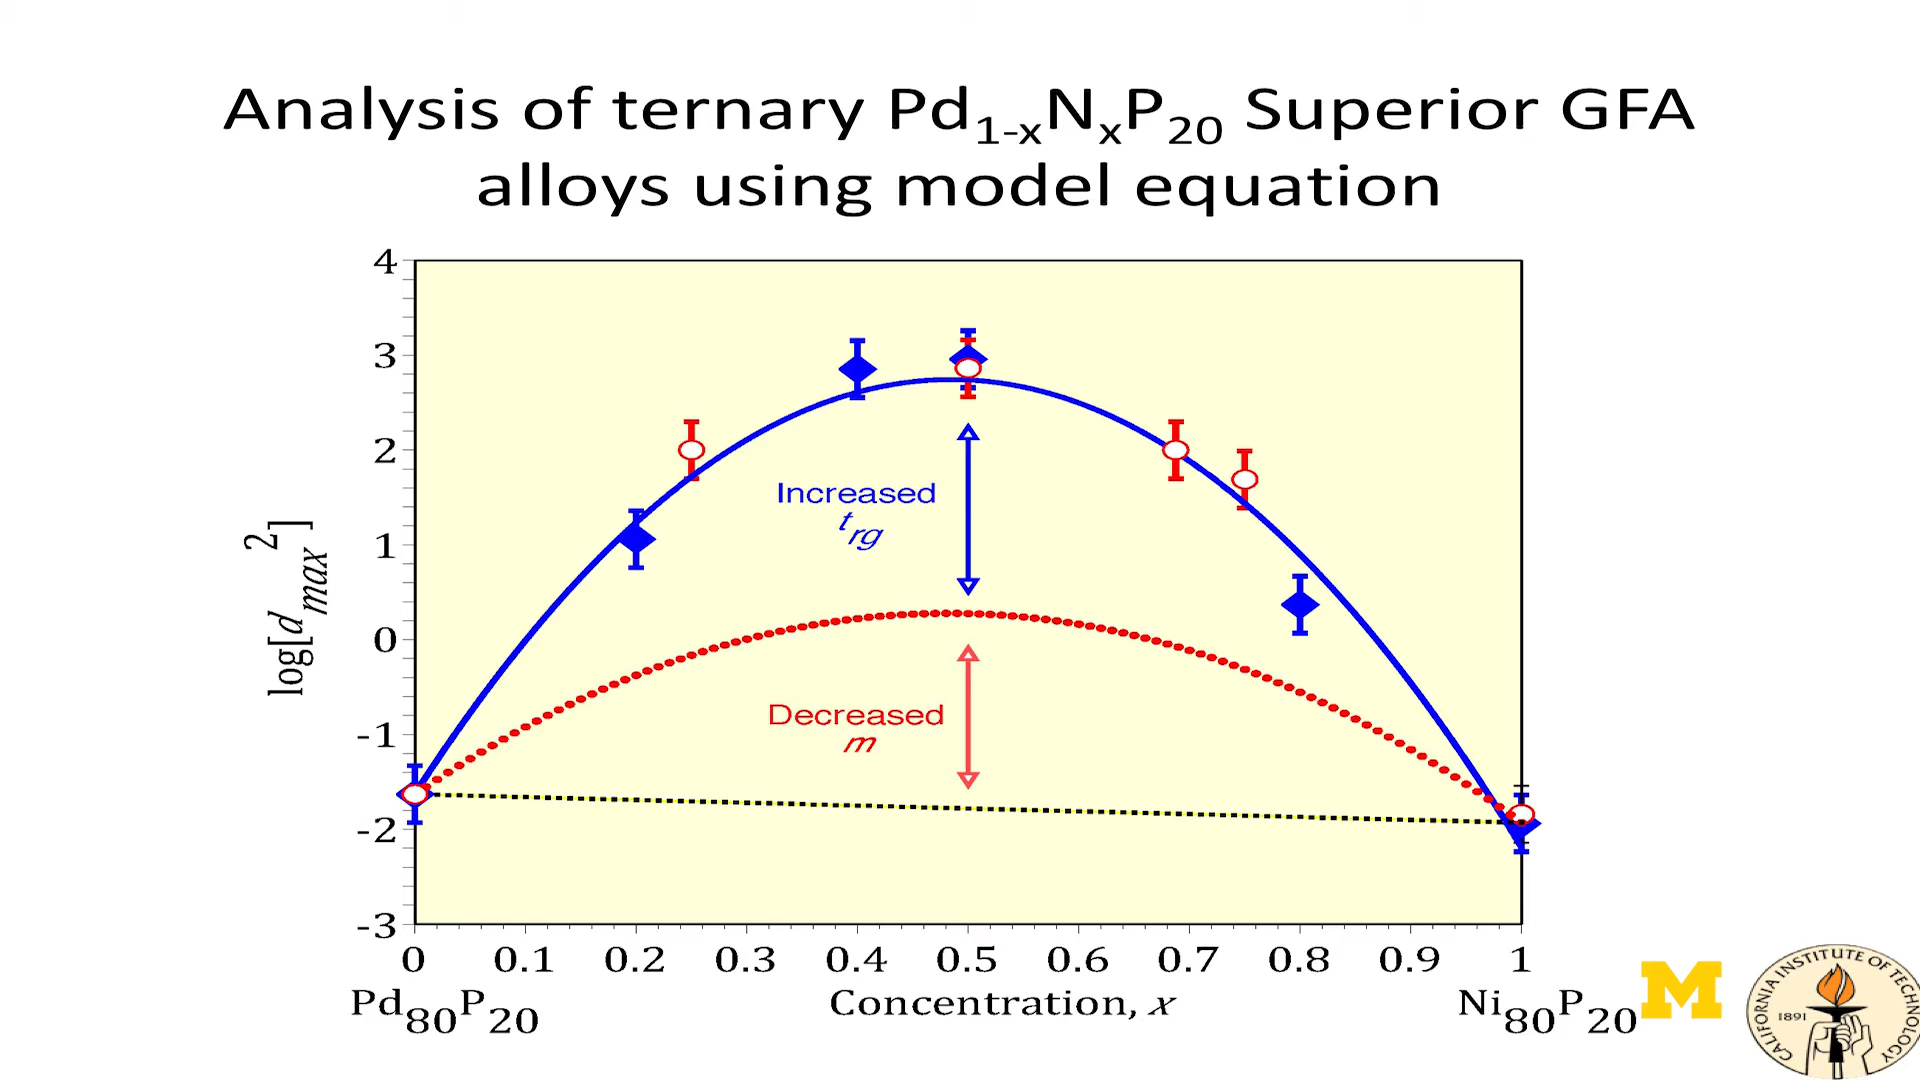 Analysis of ternary Pd1-xNxP20 Superior GFA
alloys using model equation
log[dmax2]
4
3
2
1
0
-1
-2
-3
Increased
trg
Decreased
m
0 0.1 0.2 0.3 0.4 0.5 0.6 0.7 0.8 0.9 1
Pd80P20 Concentration, x Ni80P20
M
CALIFORNIA INSTITUTE OF TECHNOLOGY
1891